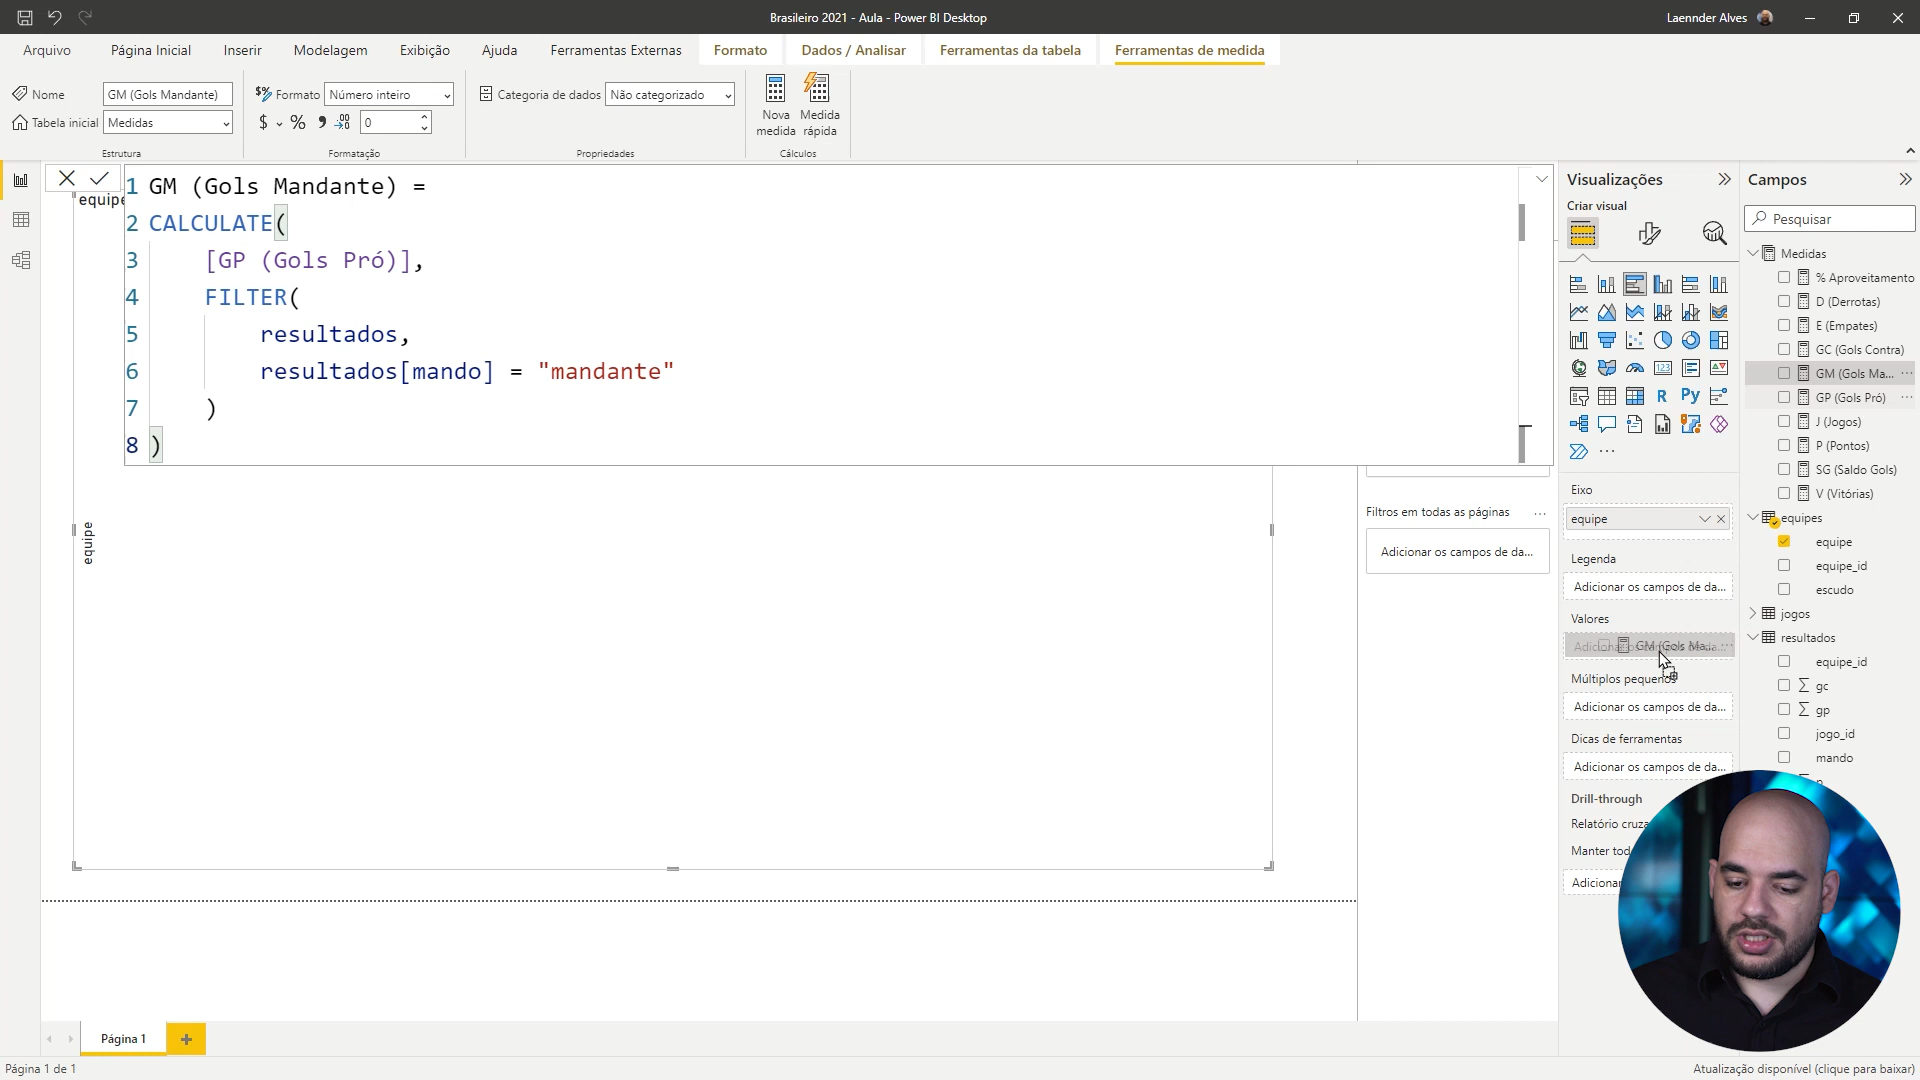 Brasileiro 2021 - Aula - Power BI Desktop
Laennder Alves
Arquivo
Página Inicial
Inserir
Modelagem
Exibição
Ajuda
Ferramentas Externas
Formato
Dados / Analisar
Ferramentas da tabela
Ferramentas de medida
Nome
GM (Gols Mandante)
Tabela inicial
Medidas
Estrutura
Formato
Número inteiro
$ % 0
Formatação
Categoria de dados
Não categorizado
Propriedades
Nova medida
Medida rápida
Cálculos
equipe
1 GM (Gols Mandante) =
2 CALCULATE(
3 [GP (Gols Pró)],
4 FILTER(
5 resultados,
6 resultados[mando] = "mandante"
7 )
8 )
equipe
Filtros em todas as páginas
Adicionar os campos de da...
Visualizações
Criar visual
Eixo
equipe
Legenda
Adicionar os campos de da...
Valores
GM (Gols Ma...
Múltiplos pequenos
Adicionar os campos de da...
Dicas de ferramentas
Adicionar os campos de da...
Drill-through
Relatório cruza
Manter tod
Adicionar
Campos
Pesquisar
Medidas
% Aproveitamento
D (Derrotas)
E (Empates)
GC (Gols Contra)
GM (Gols Ma...
GP (Gols Pró)
J (Jogos)
P (Pontos)
SG (Saldo Gols)
V (Vitórias)
equipes
equipe
equipe_id
escudo
jogos
resultados
equipe_id
gc
gp
jogo_id
mando
Página 1
Página 1 de 1
Atualização disponível (clique para baixar)